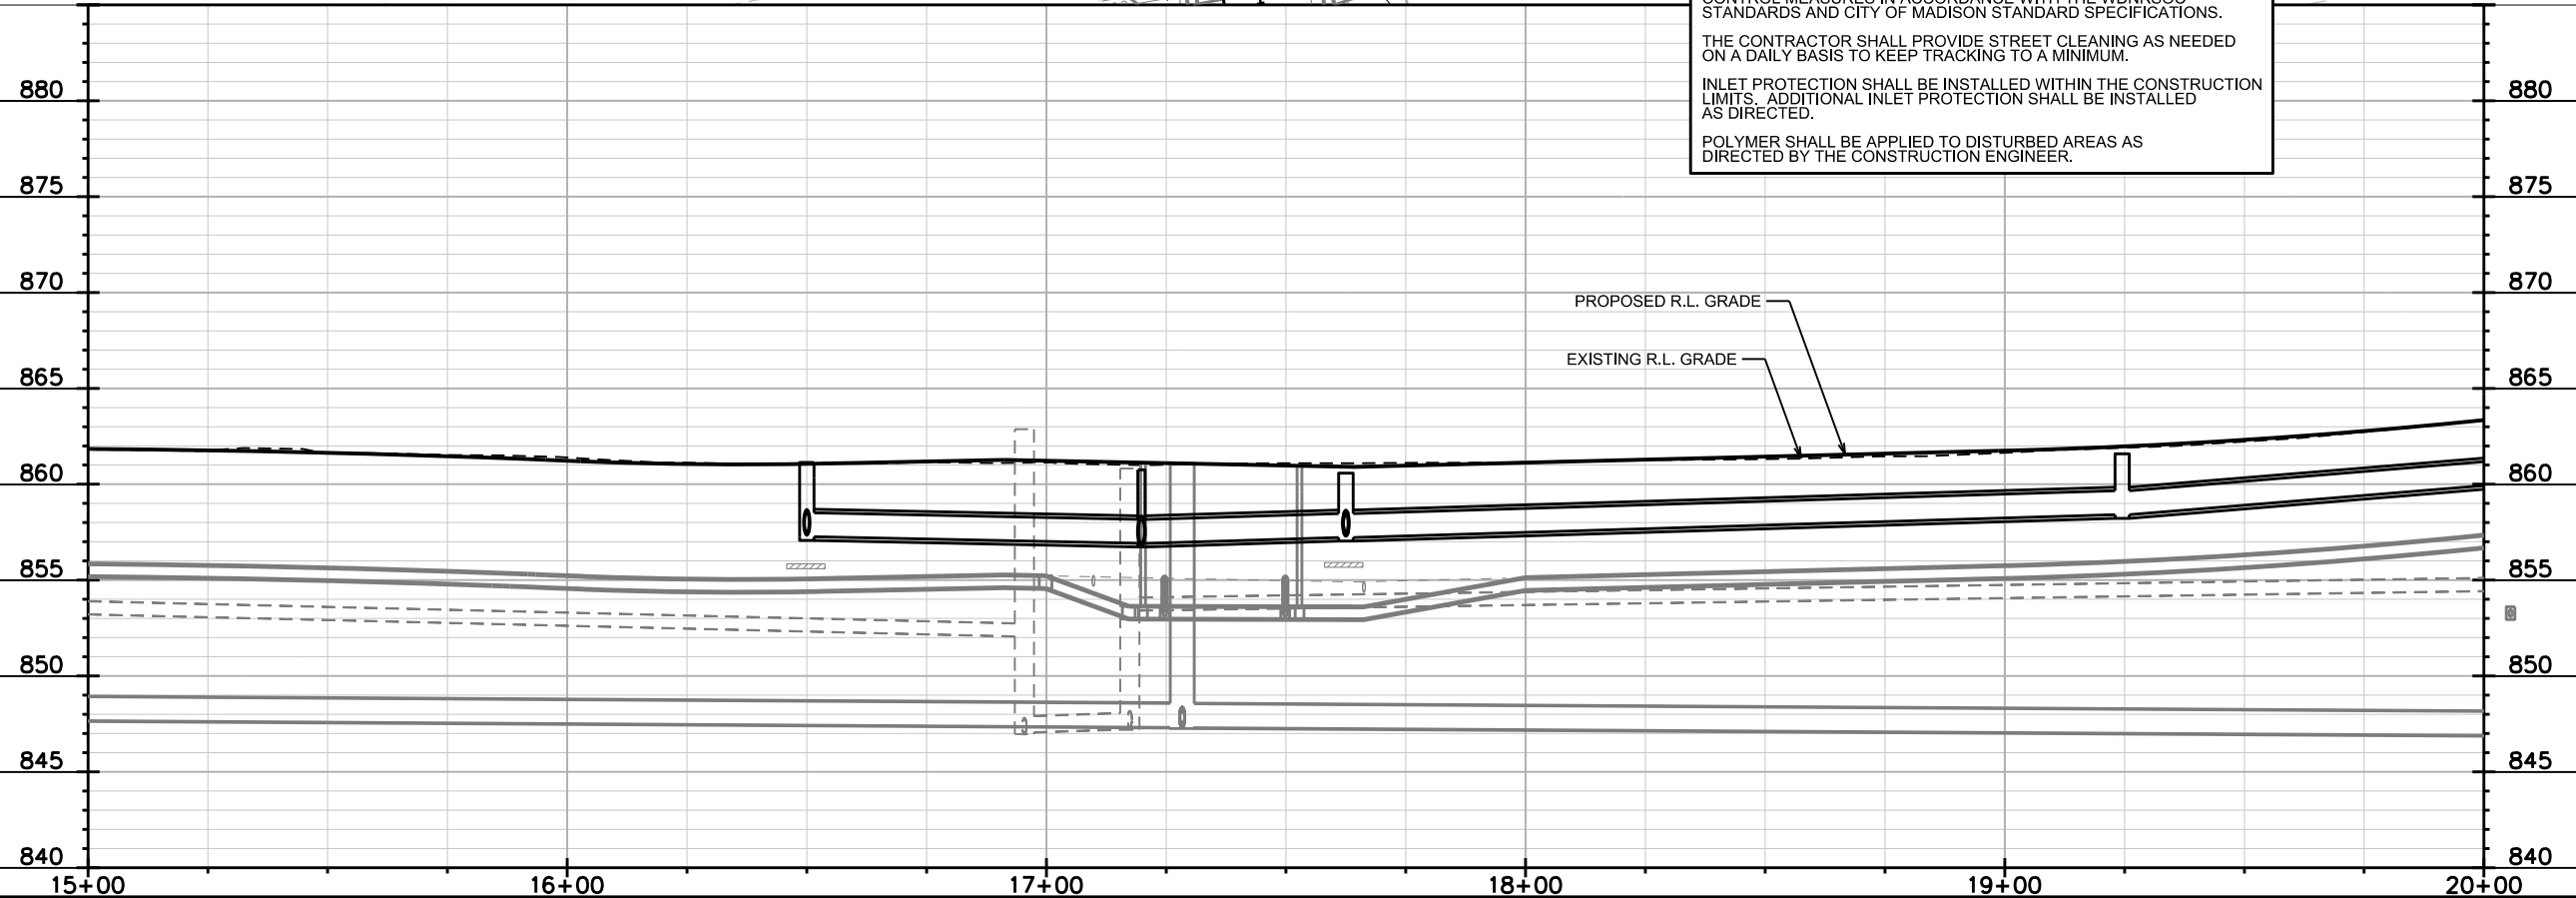 STANDARDS AND CITY OF MADISON STANDARD SPECIFICATIONS.
THE CONTRACTOR SHALL PROVIDE STREET CLEANING AS NEEDED
ON A DAILY BASIS TO KEEP TRACKING TO A MINIMUM.
INLET PROTECTION SHALL BE INSTALLED WITHIN THE CONSTRUCTION
LIMITS. ADDITIONAL INLET PROTECTION SHALL BE INSTALLED
AS DIRECTED.
POLYMER SHALL BE APPLIED TO DISTURBED AREAS AS
DIRECTED BY THE CONSTRUCTION ENGINEER.
880 880
875 875
870 870
PROPOSED R.L. GRADE
EXISTING R.L. GRADE
865 865
860 860
855 855
850 850
845 845
840 840
15+00 16+00 17+00 18+00 19+00 20+00